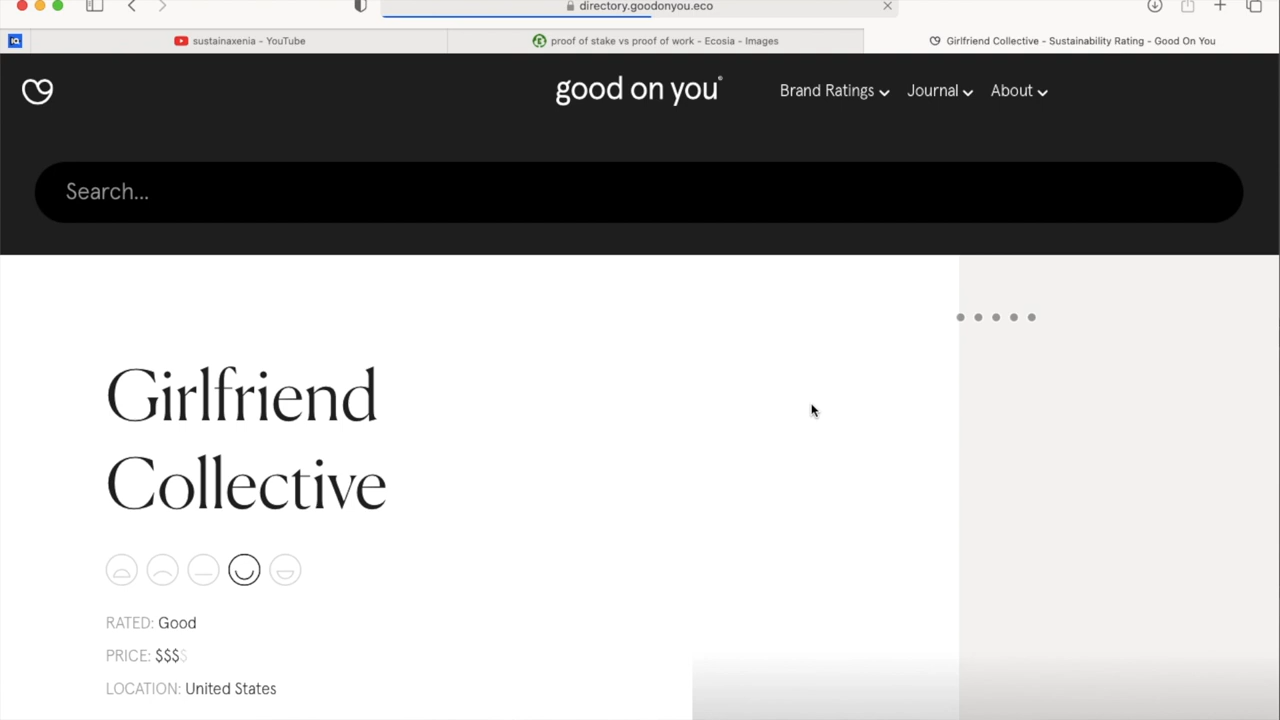 directory.goodonyou.eco
sustainaxenia – YouTube
proof of stake vs proof of work - Ecosia - Images
Girlfriend Collective - Sustainability Rating - Good On You
good on you®
Brand Ratings
Journal
About
Search...
Girlfriend
Collective
RATED: Good
PRICE: $$$$
LOCATION: United States